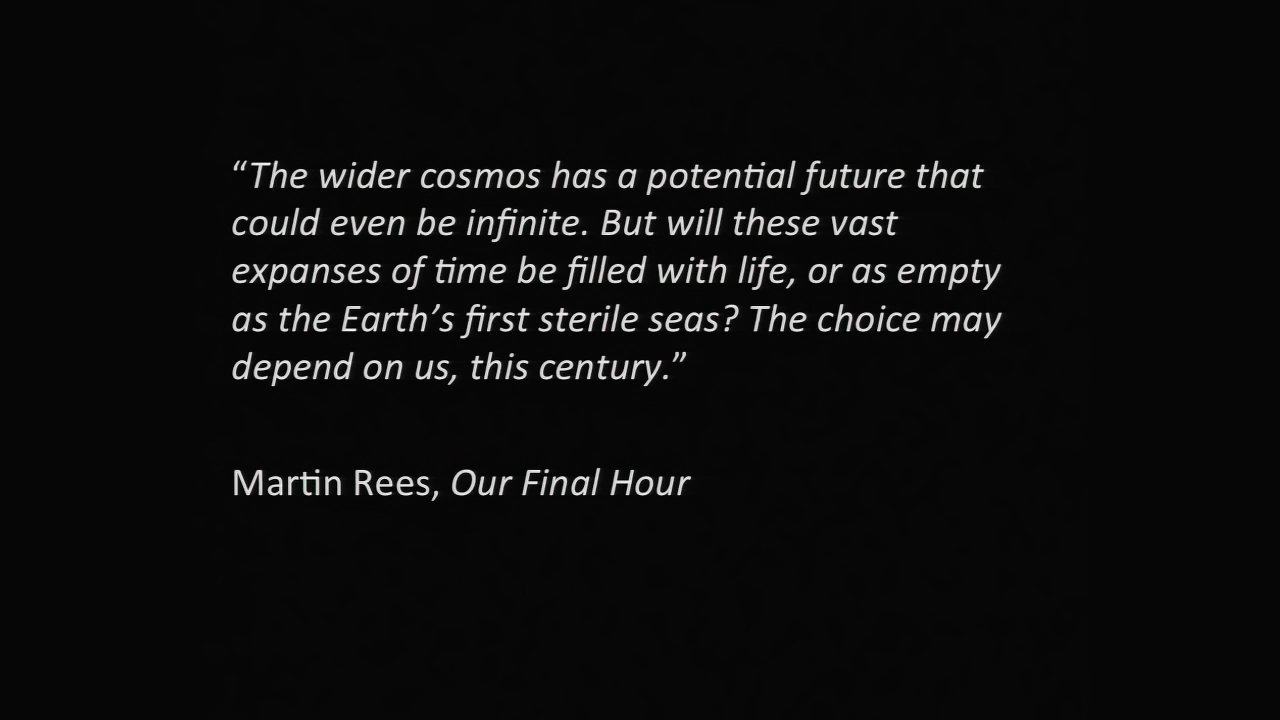 “The wider cosmos has a potential future that
could even be infinite. But will these vast
expanses of time be filled with life, or as empty
as the Earth’s first sterile seas? The choice may
depend on us, this century.”
Martin Rees, Our Final Hour